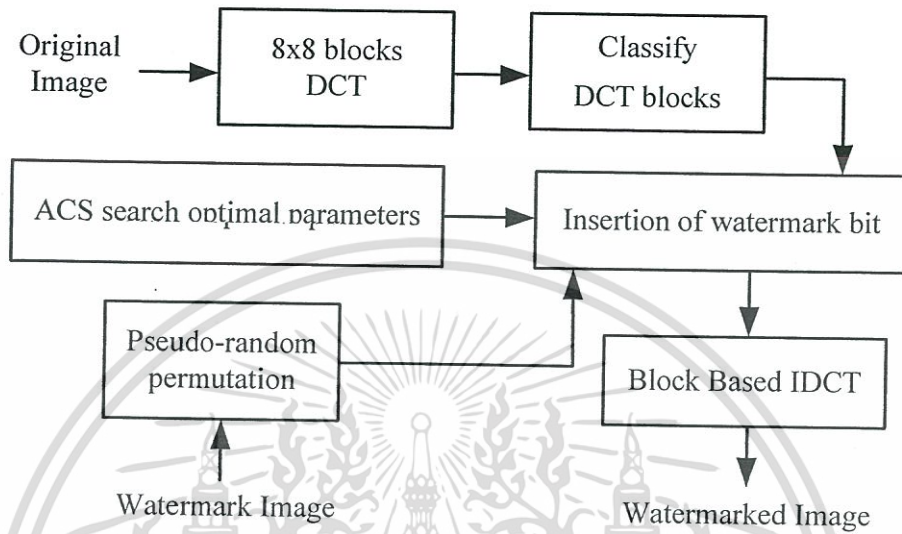 Original
Image
8x8 blocks
DCT
Classify
DCT blocks
ACS search optimal parameters
Insertion of watermark bit
Pseudo-random
permutation
Block Based IDCT
Watermark Image
Watermarked Image